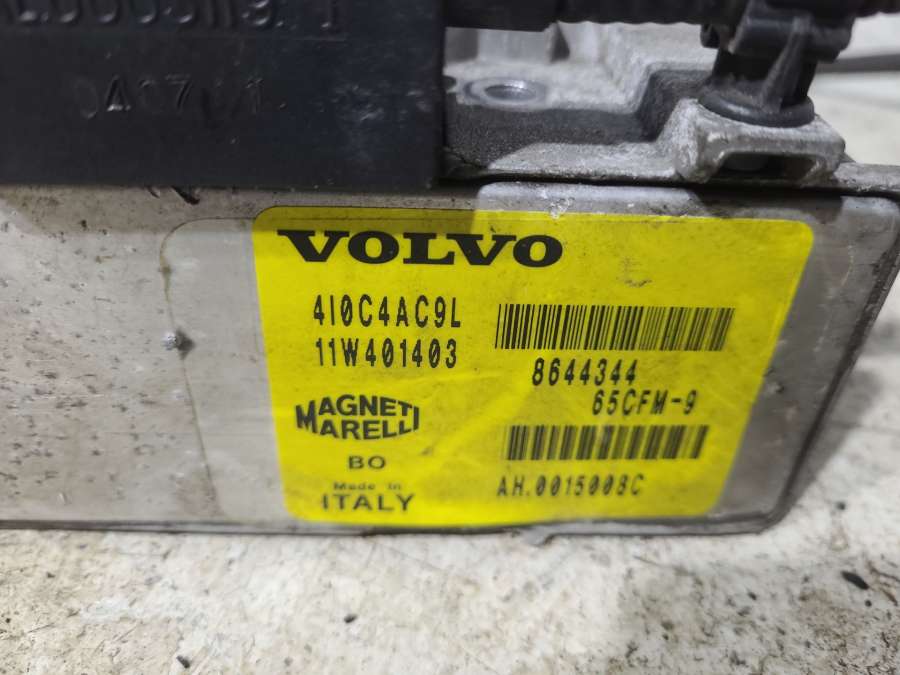 VOLVO
4I0C4AC9L
11W401403
8644344
65CFM-9
MAGNETI
MARELLI
BO
Made in
ITALY
AH.0015008C